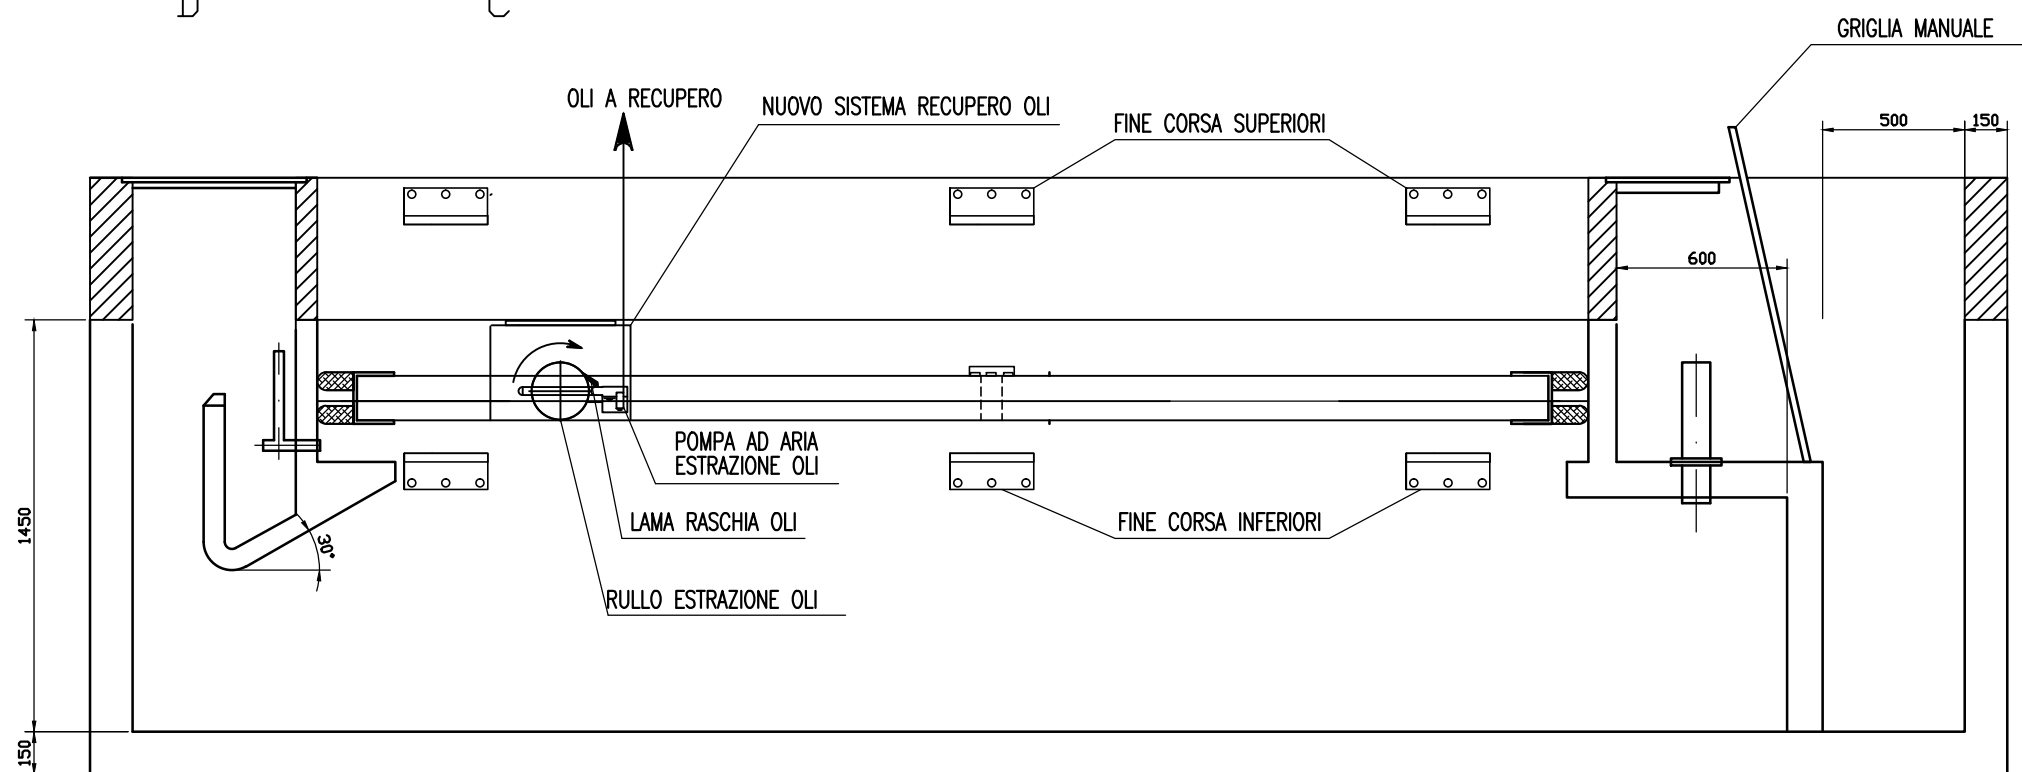 GRIGLIA MANUALE
OLI A RECUPERO
NUOVO SISTEMA RECUPERO OLI
FINE CORSA SUPERIORI
500
150
600
POMPA AD ARIA
ESTRAZIONE OLI
LAMA RASCHIA OLI
FINE CORSA INFERIORI
1450
30°
RULLO ESTRAZIONE OLI
150